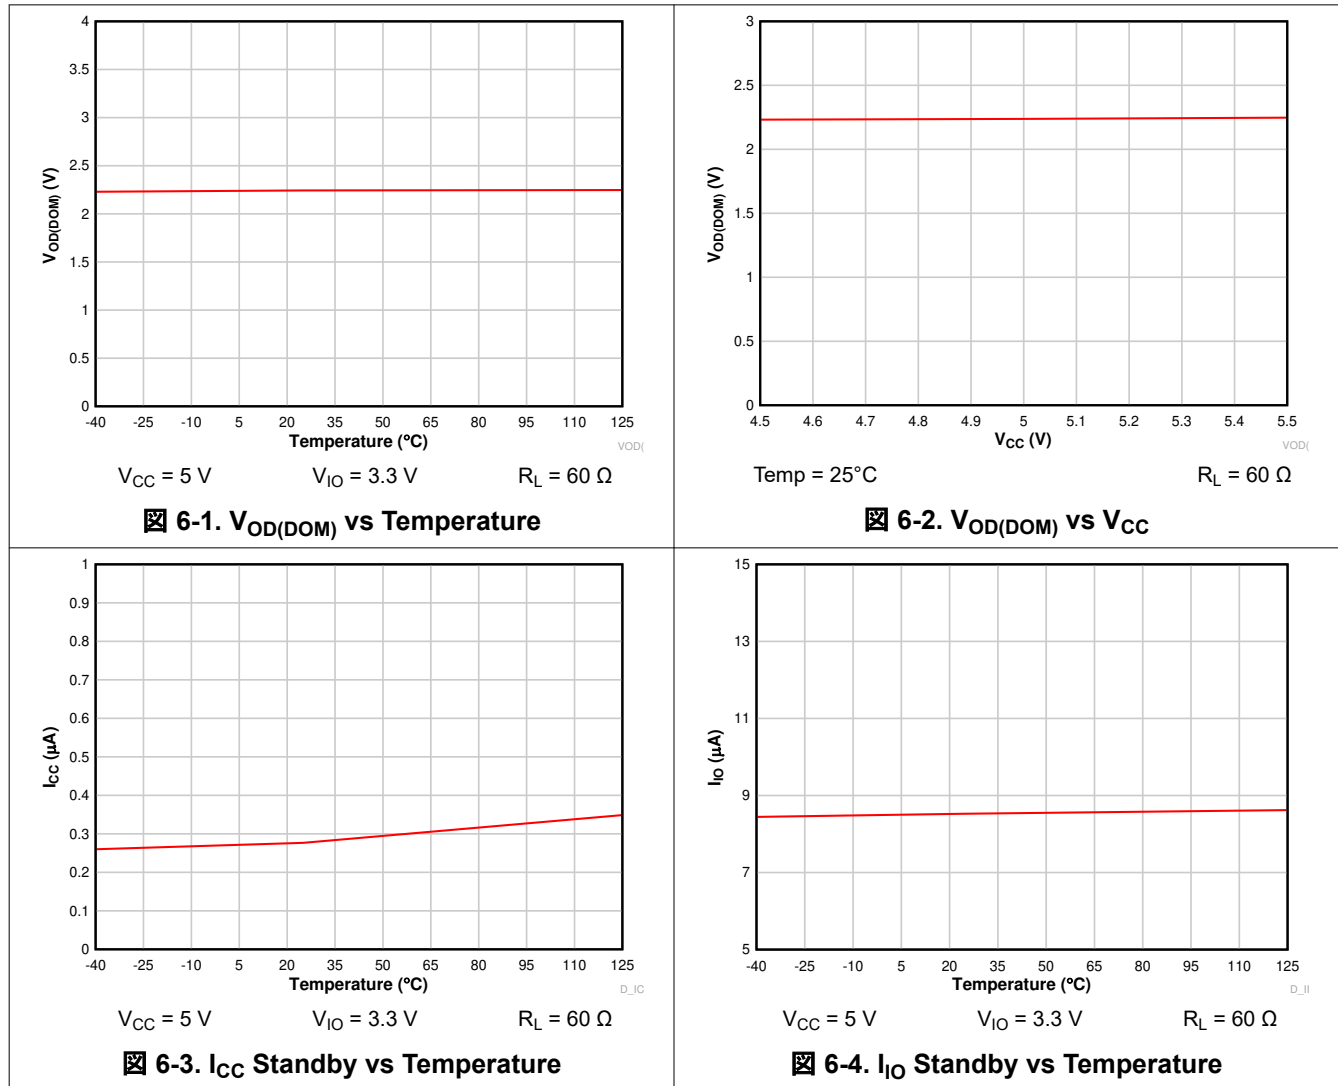 4
3.5
3
2.5
2
1.5
1
0.5
0
VOD(DOM) (V)
-40 -25 -10 5 20 35 50 65 80 95 110 125
Temperature (°C)
VOD(
VCC = 5 V VIO = 3.3 V RL = 60 Ω
図 6-1. VOD(DOM) vs Temperature
3
2.5
2
1.5
1
0.5
0
VOD(DOM) (V)
4.5 4.6 4.7 4.8 4.9 5 5.1 5.2 5.3 5.4 5.5
VCC (V)
VOD(
Temp = 25°C RL = 60 Ω
図 6-2. VOD(DOM) vs VCC
1
0.9
0.8
0.7
0.6
0.5
0.4
0.3
0.2
0.1
0
ICC (μA)
-40 -25 -10 5 20 35 50 65 80 95 110 125
Temperature (°C)
D_IC
VCC = 5 V VIO = 3.3 V RL = 60 Ω
図 6-3. ICC Standby vs Temperature
15
13
11
9
7
5
IIO (μA)
-40 -25 -10 5 20 35 50 65 80 95 110 125
Temperature (°C)
D_II
VCC = 5 V VIO = 3.3 V RL = 60 Ω
図 6-4. IIO Standby vs Temperature